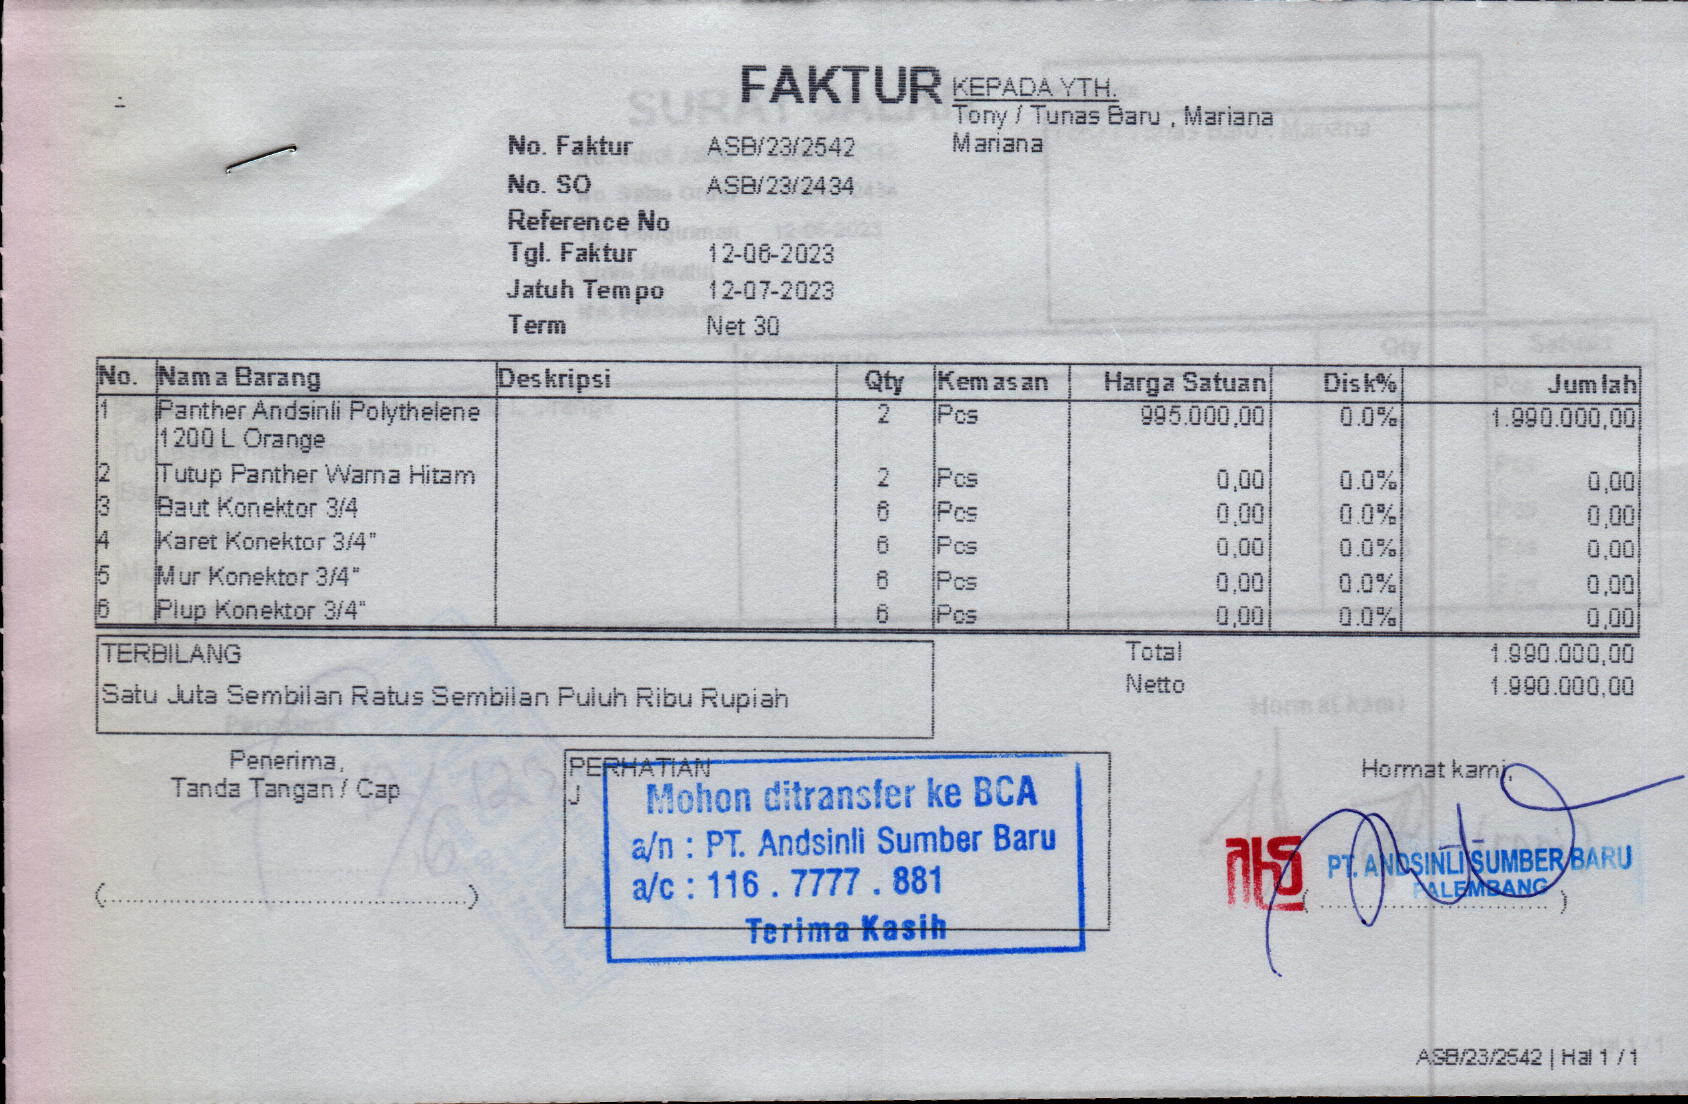 FAKTUR
KEPADA YTH.
Tony / Tunas Baru , Mariana
Mariana
No. Faktur ASB/23/2542
No. SO ASB/23/2434
Reference No
Tgl. Faktur 12-06-2023
Jatuh Tempo 12-07-2023
Term Net 30
No. Nama Barang Deskripsi Qty Kemasan Harga Satuan Disk% Jumlah
1 Panther Andsinli Polythelene 2 Pcs 995.000,00 0.0% 1.990.000,00
1200 L Orange
2 Tutup Panther Warna Hitam 2 Pcs 0,00 0.0% 0,00
3 Baut Konektor 3/4 6 Pcs 0,00 0.0% 0,00
4 Karet Konektor 3/4" 6 Pcs 0,00 0.0% 0,00
5 Mur Konektor 3/4" 6 Pcs 0,00 0.0% 0,00
6 Plup Konektor 3/4" 6 Pcs 0,00 0.0% 0,00
TERBILANG
Satu Juta Sembilan Ratus Sembilan Puluh Ribu Rupiah
Total 1.990.000,00
Netto 1.990.000,00
Penerima,
Tanda Tangan / Cap
(....................................................)
PERHATIAN
J
Mohon ditransfer ke BCA
a/n : PT. Andsinli Sumber Baru
a/c : 116 . 7777 . 881
Terima Kasih
Hormat kami,
PT. ANDSINLI SUMBER BARU
PALEMBANG
(....................................)
ASB/23/2542 | Hal 1 / 1